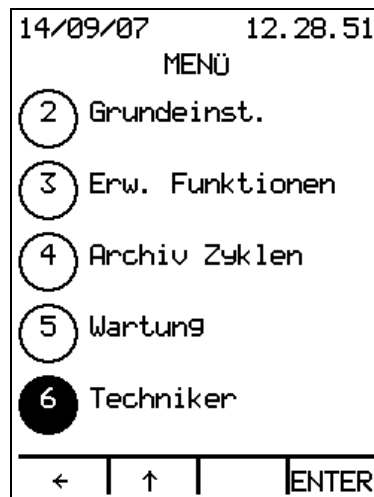 14/09/07 12.28.51
MENÜ
2 Grundeinst.
3 Erw. Funktionen
4 Archiv Zyklen
5 Wartung
6 Techniker
← ↑ ENTER